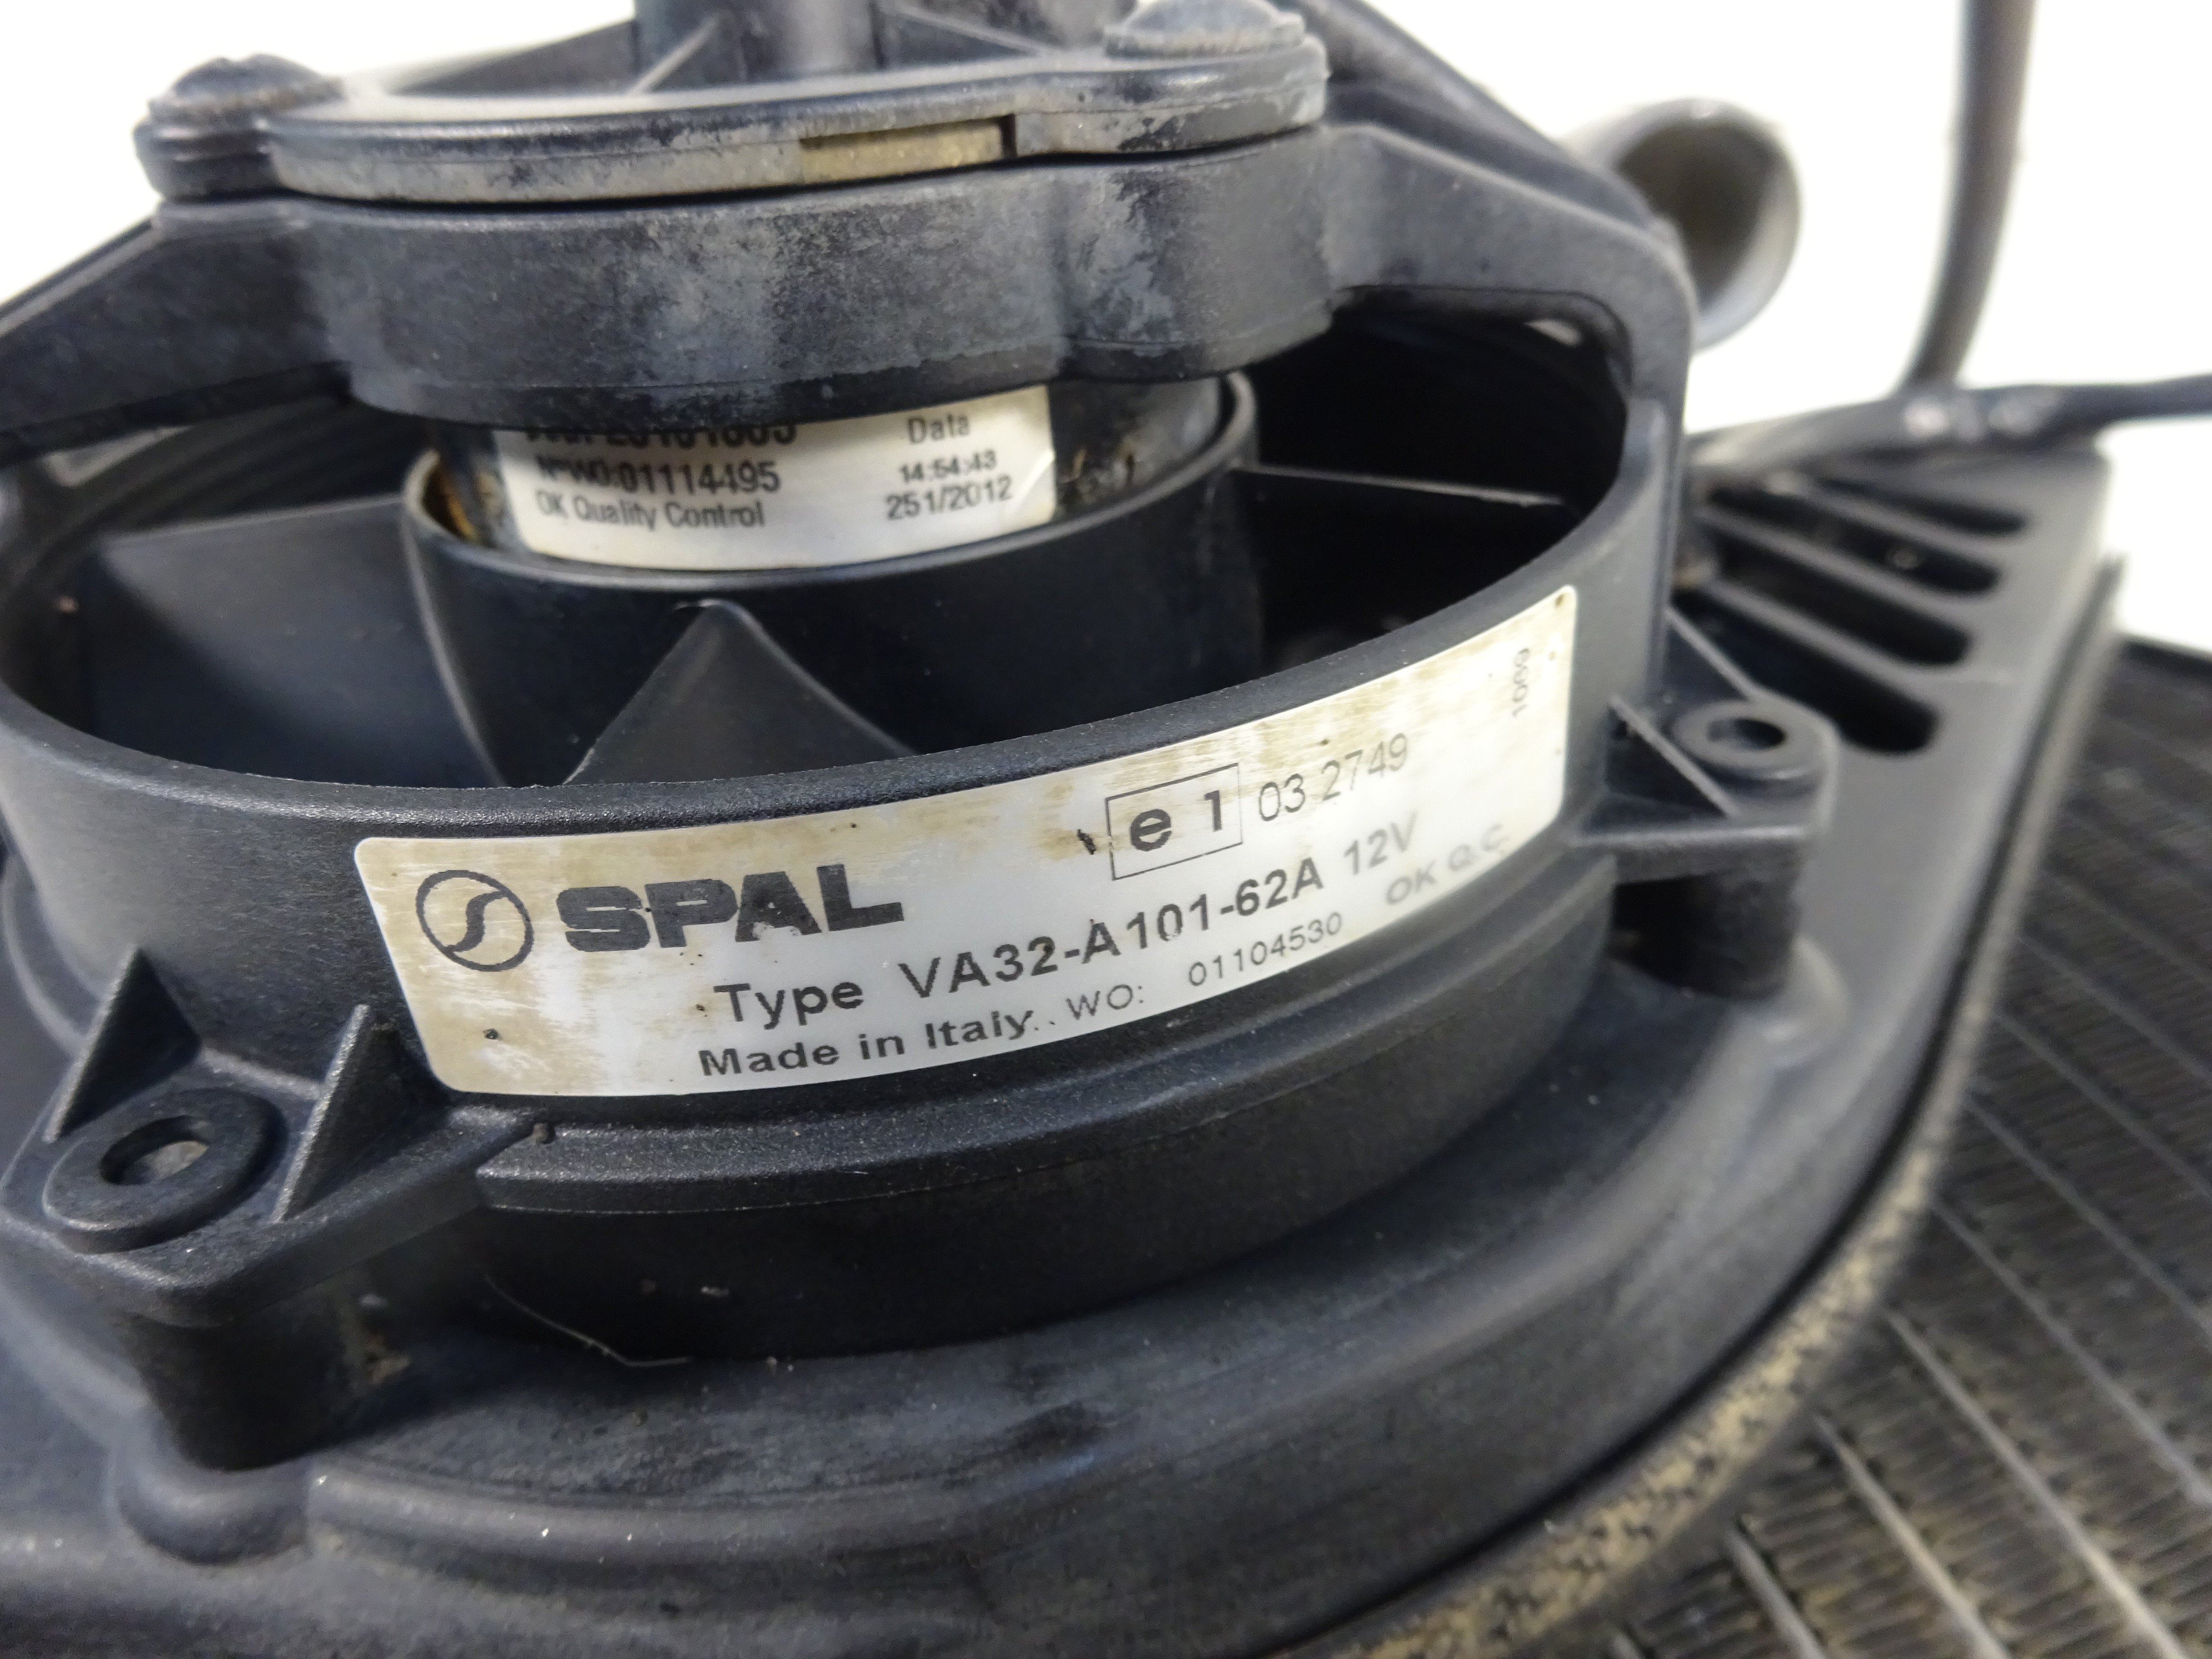 Data
N°WO:01114495 14:54:43
OK Quality Control 251/2012
1009
e 1 03 2749
SPAL
Type VA32-A101-62A 12V
Made in Italy.. WO: 01104530 OK Q.C.